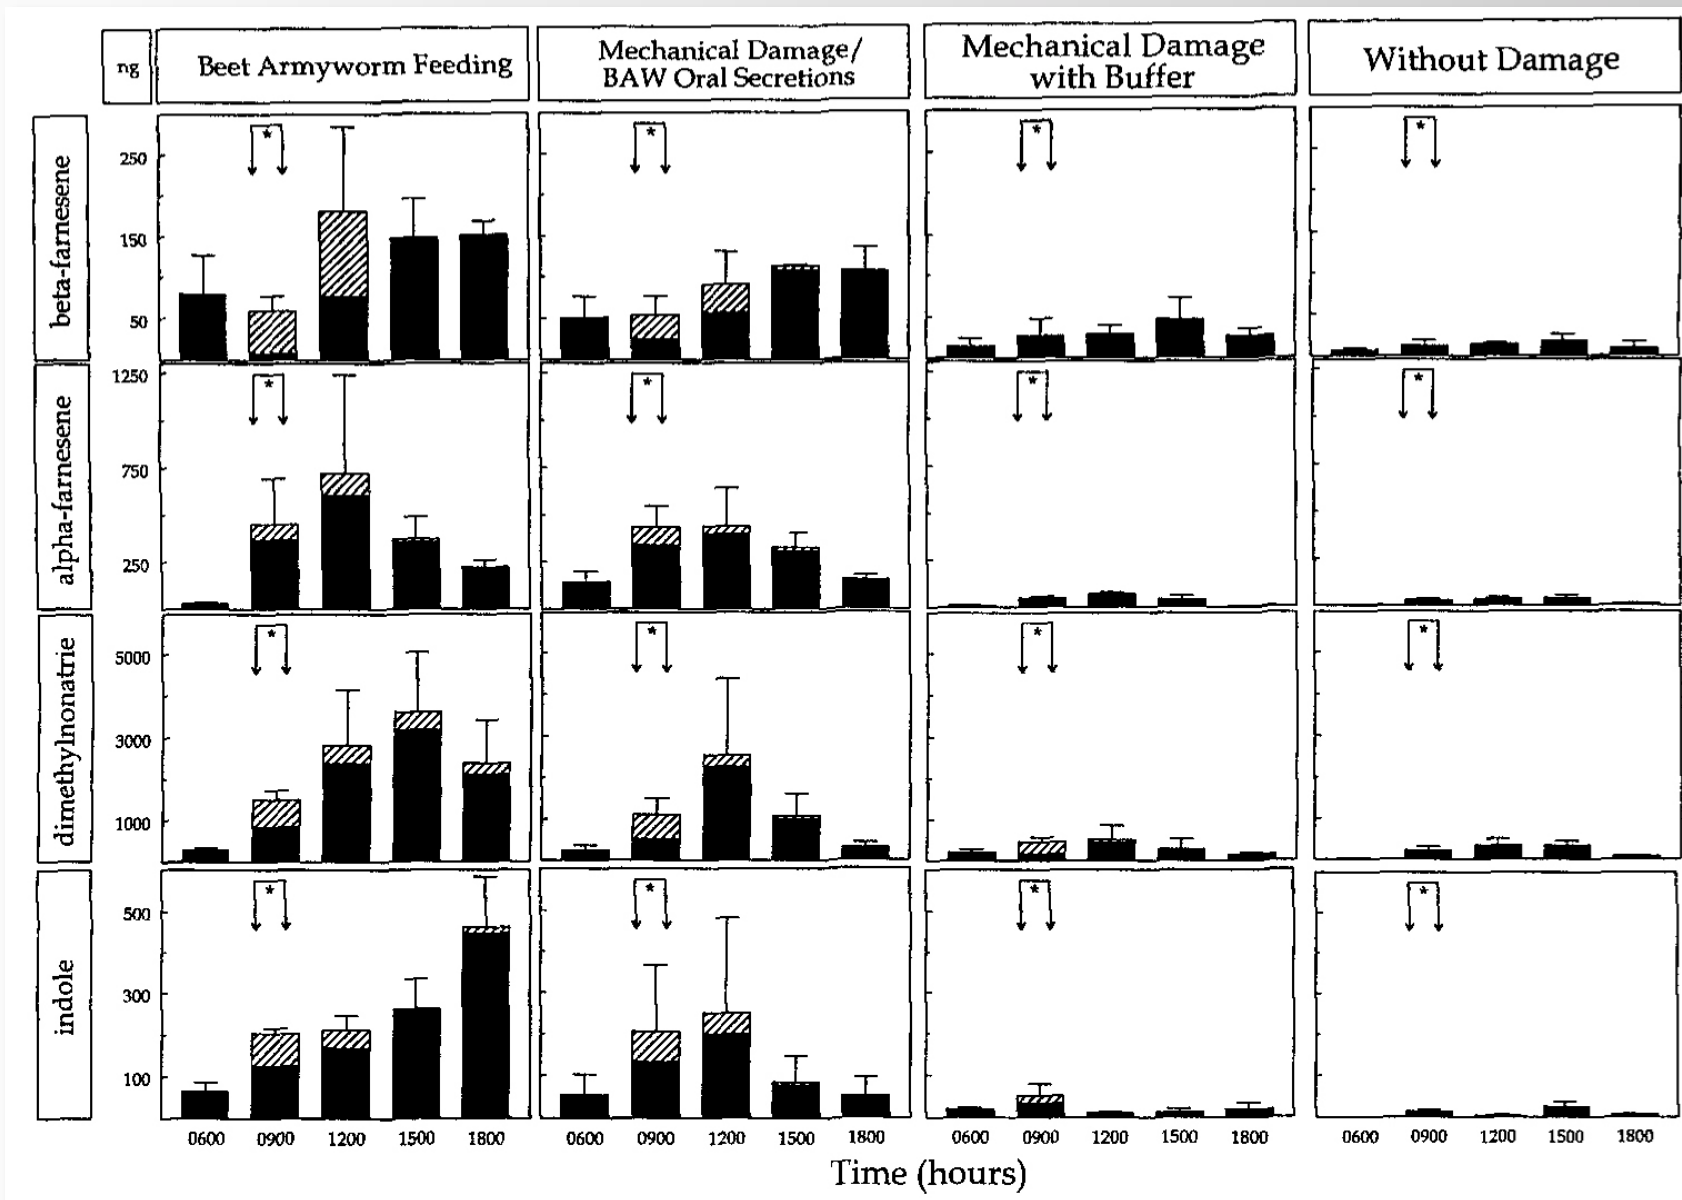 ng
Beet Armyworm Feeding
Mechanical Damage/
BAW Oral Secretions
Mechanical Damage
with Buffer
Without Damage
beta-farnesene
250
150
50
*
*
*
*
alpha-farnesene
1250
750
250
*
*
*
*
dimethylnonatrie
5000
3000
1000
*
*
*
*
indole
500
300
100
*
*
*
*
0600 0900 1200 1500 1800
0600 0900 1200 1500 1800
0600 0900 1200 1500 1800
0600 0900 1200 1500 1800
Time (hours)